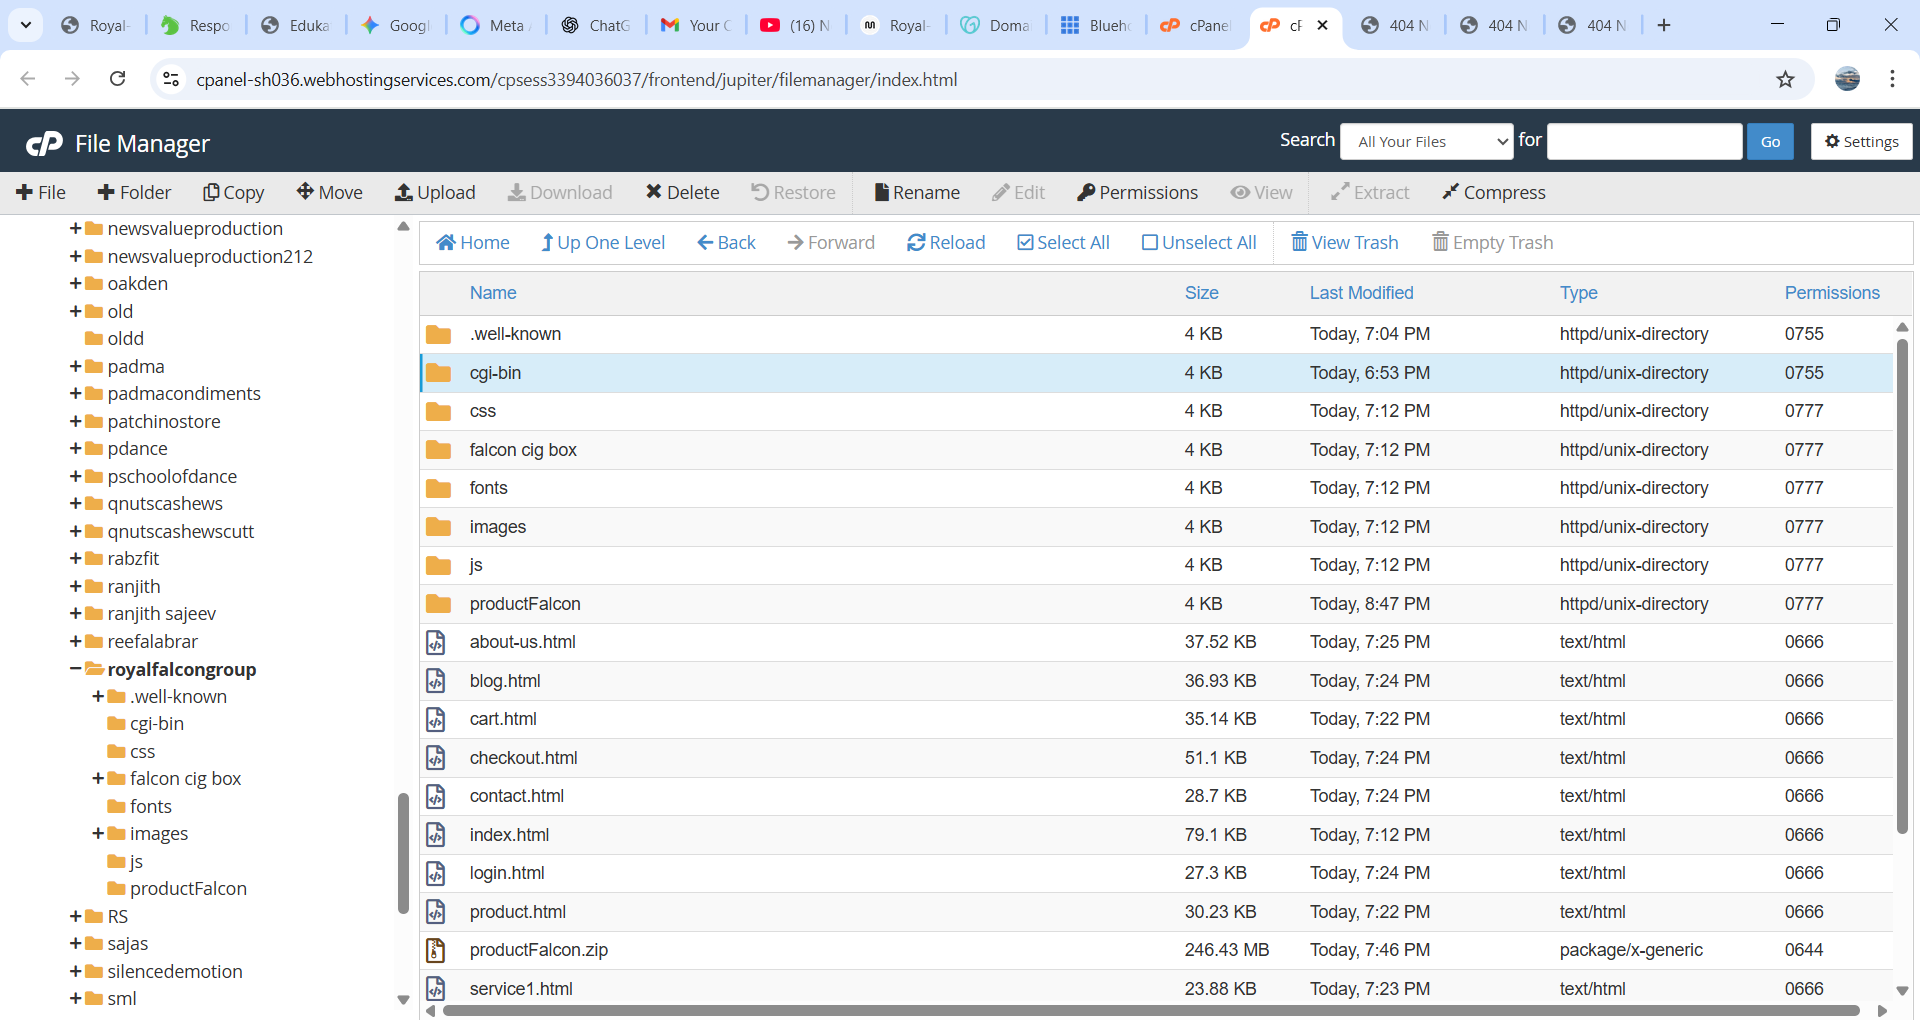 Royal-
Respo
Eduka
Googl
Meta
ChatG
Your C
(16) N
Royal-
Doma
Blueho
cPane
cF
404 N
404 N
404 N
cpanel-sh036.webhostingservices.com/cpsess3394036037/frontend/jupiter/filemanager/index.html
cP File Manager
Search All Your Files for Go Settings
File Folder Copy Move Upload Download Delete Restore Rename Edit Permissions View Extract Compress
newsvalueproduction
newsvalueproduction212
oakden
old
oldd
padma
padmacondiments
patchinostore
pdance
pschoolofdance
qnutscashews
qnutscashewscutt
rabzfit
ranjith
ranjith sajeev
reefalabrar
royalfalcongroup
.well-known
cgi-bin
css
falcon cig box
fonts
images
js
productFalcon
RS
sajas
silencedemotion
sml
Home Up One Level Back Forward Reload Select All Unselect All View Trash Empty Trash
Name Size Last Modified Type Permissions
.well-known 4 KB Today, 7:04 PM httpd/unix-directory 0755
cgi-bin 4 KB Today, 6:53 PM httpd/unix-directory 0755
css 4 KB Today, 7:12 PM httpd/unix-directory 0777
falcon cig box 4 KB Today, 7:12 PM httpd/unix-directory 0777
fonts 4 KB Today, 7:12 PM httpd/unix-directory 0777
images 4 KB Today, 7:12 PM httpd/unix-directory 0777
js 4 KB Today, 7:12 PM httpd/unix-directory 0777
productFalcon 4 KB Today, 8:47 PM httpd/unix-directory 0777
about-us.html 37.52 KB Today, 7:25 PM text/html 0666
blog.html 36.93 KB Today, 7:24 PM text/html 0666
cart.html 35.14 KB Today, 7:22 PM text/html 0666
checkout.html 51.1 KB Today, 7:24 PM text/html 0666
contact.html 28.7 KB Today, 7:24 PM text/html 0666
index.html 79.1 KB Today, 7:12 PM text/html 0666
login.html 27.3 KB Today, 7:24 PM text/html 0666
product.html 30.23 KB Today, 7:22 PM text/html 0666
productFalcon.zip 246.43 MB Today, 7:46 PM package/x-generic 0644
service1.html 23.88 KB Today, 7:23 PM text/html 0666